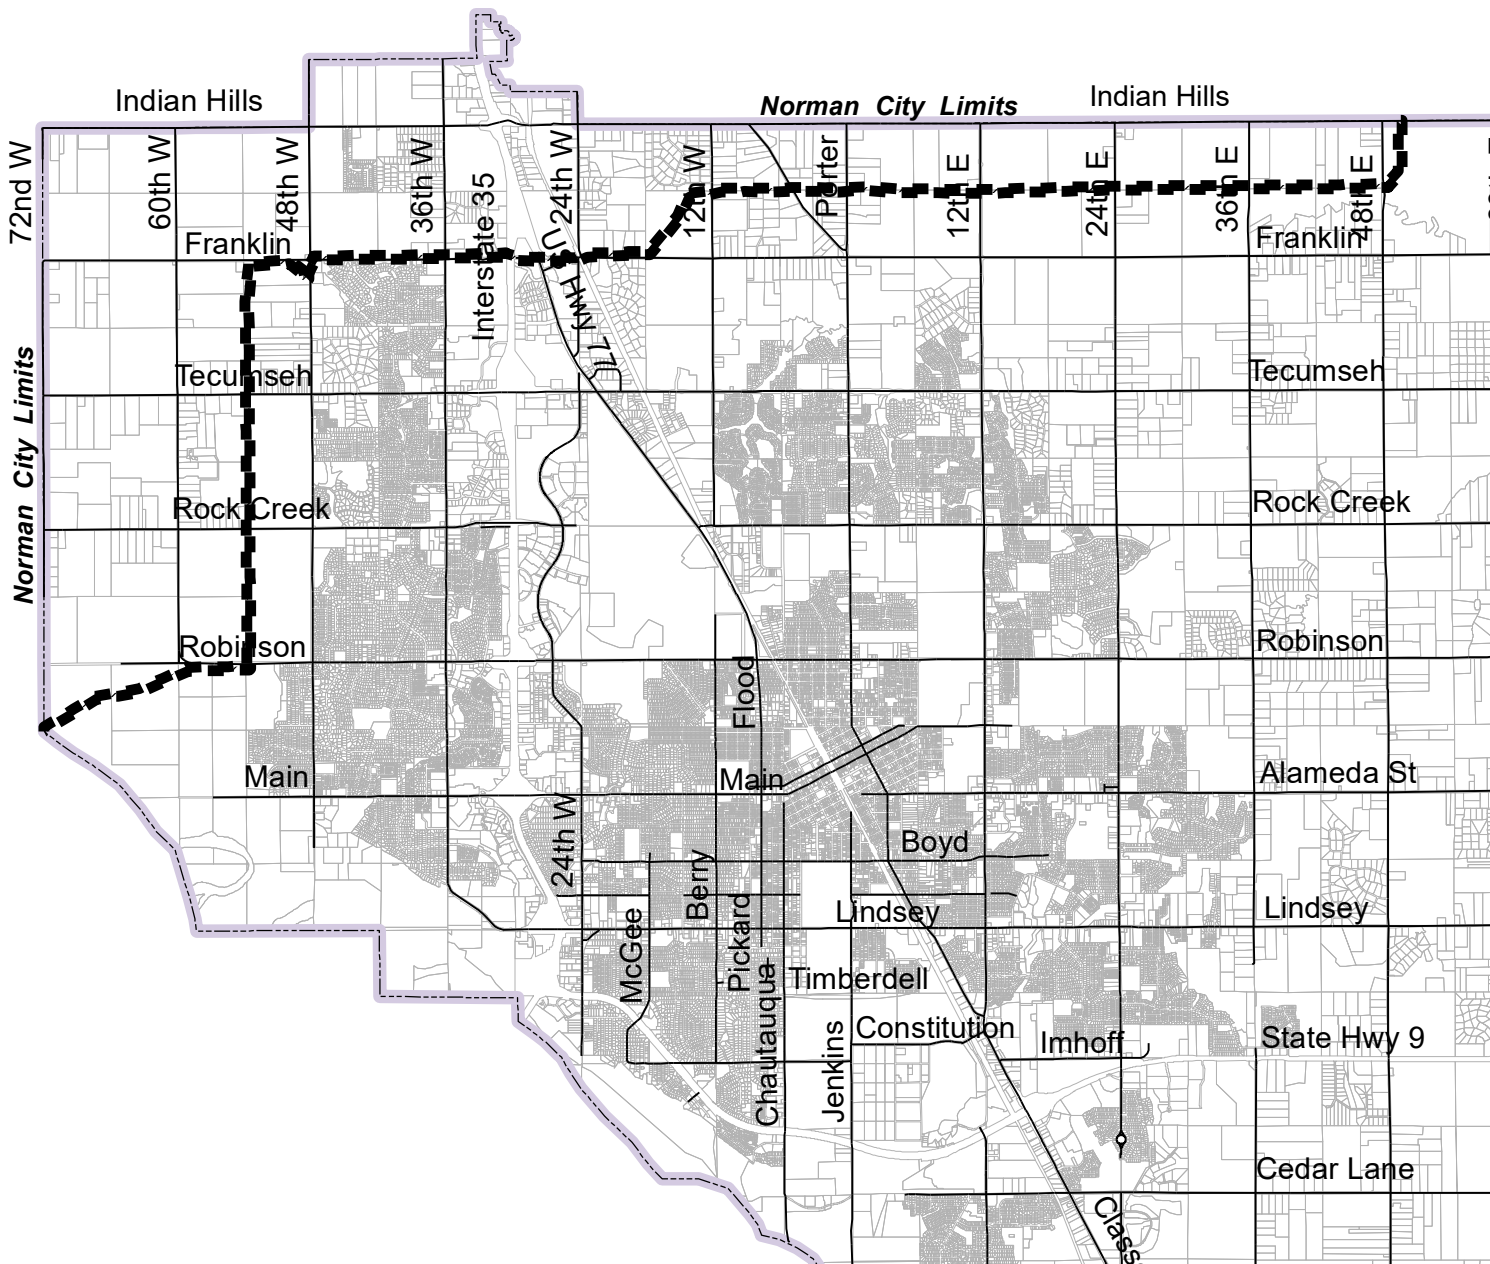 Indian Hills
Norman City Limits
Indian Hills
72nd W
60th W
48th W
36th W
Interstate 35
24th W
12th W
Porter
12th E
24th E
36th E
48th E
Franklin
US Hwy 77
Franklin
Norman City Limits
Tecumseh
Tecumseh
Rock Creek
Rock Creek
Robinson
Robinson
Flood
Main
Main
Alameda St
24th W
Boyd
Berry
McGee
Pickard
Lindsey
Lindsey
Chautauqua
Timberdell
Jenkins
Constitution
Imhoff
State Hwy 9
Cedar Lane
Class